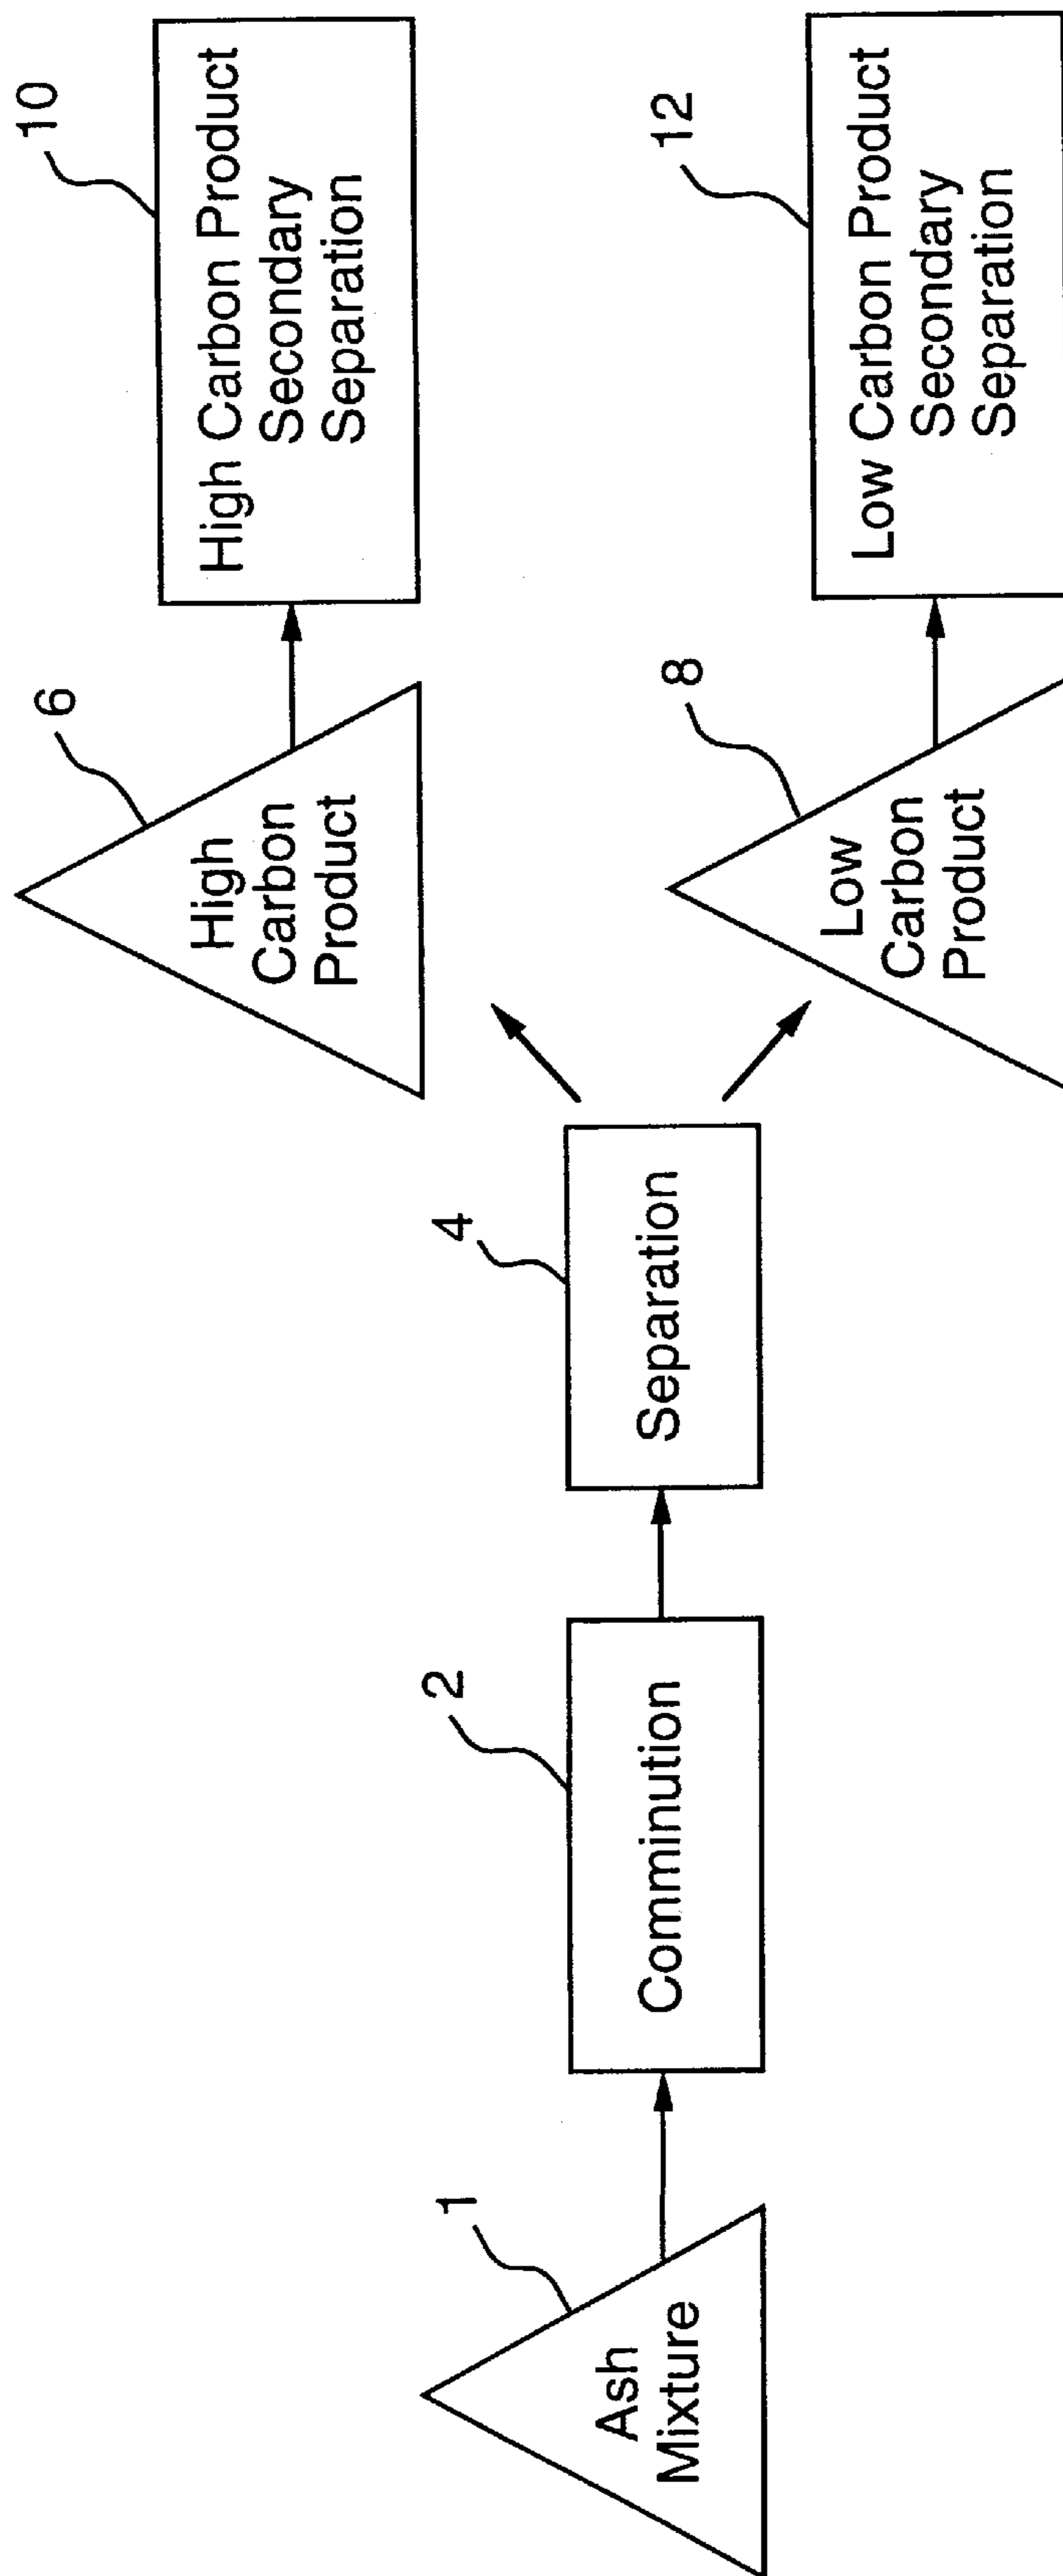 1
Ash
Mixture
2
Comminution
4
Separation
6
High
Carbon
Product
10
High Carbon Product
Secondary
Separation
8
Low
Carbon
Product
12
Low Carbon Product
Secondary
Separation